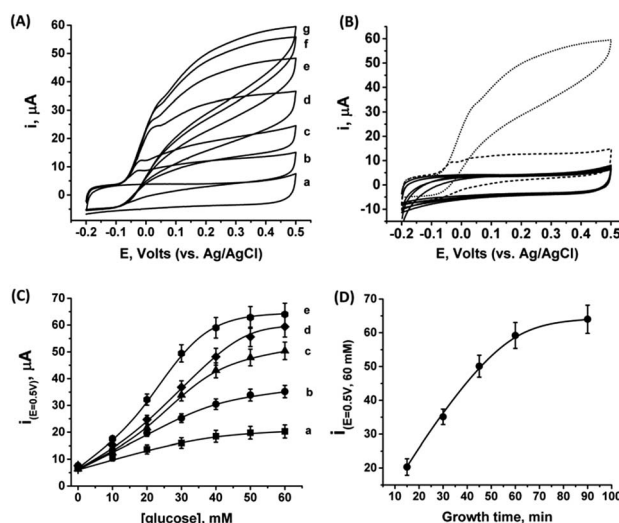 (A)
60
50
40
30
20
10
0
i, µA
g
f
e
d
c
b
a
-0.2 -0.1 0.0 0.1 0.2 0.3 0.4 0.5
E, Volts (vs. Ag/AgCl)
(B)
60
50
40
30
20
10
0
-10
i, µA
-0.2 -0.1 0.0 0.1 0.2 0.3 0.4 0.5
E, Volts (vs. Ag/AgCl)
(C)
80
70
60
50
40
30
20
10
0
i(E=0.5V), µA
e
d
c
b
a
0 10 20 30 40 50 60
[glucose], mM
(D)
70
60
50
40
30
20
i(E=0.5V, 60 mM)
10 20 30 40 50 60 70 80 90 100
Growth time, min